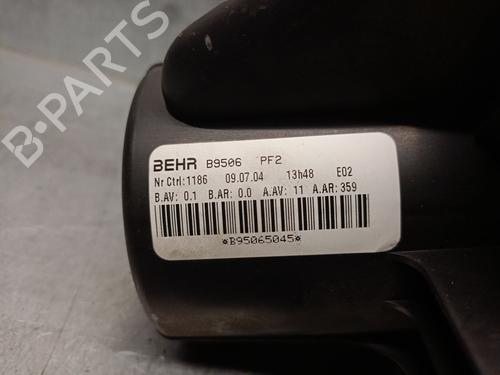 BEHR B9506 PF2
Nr Ctrl:1186 09.07.04 13h48 E02
B.AV: 0.1 B.AR: 0.0 A.AV: 11 A.AR: 359
*B95065045*
B-PARTS